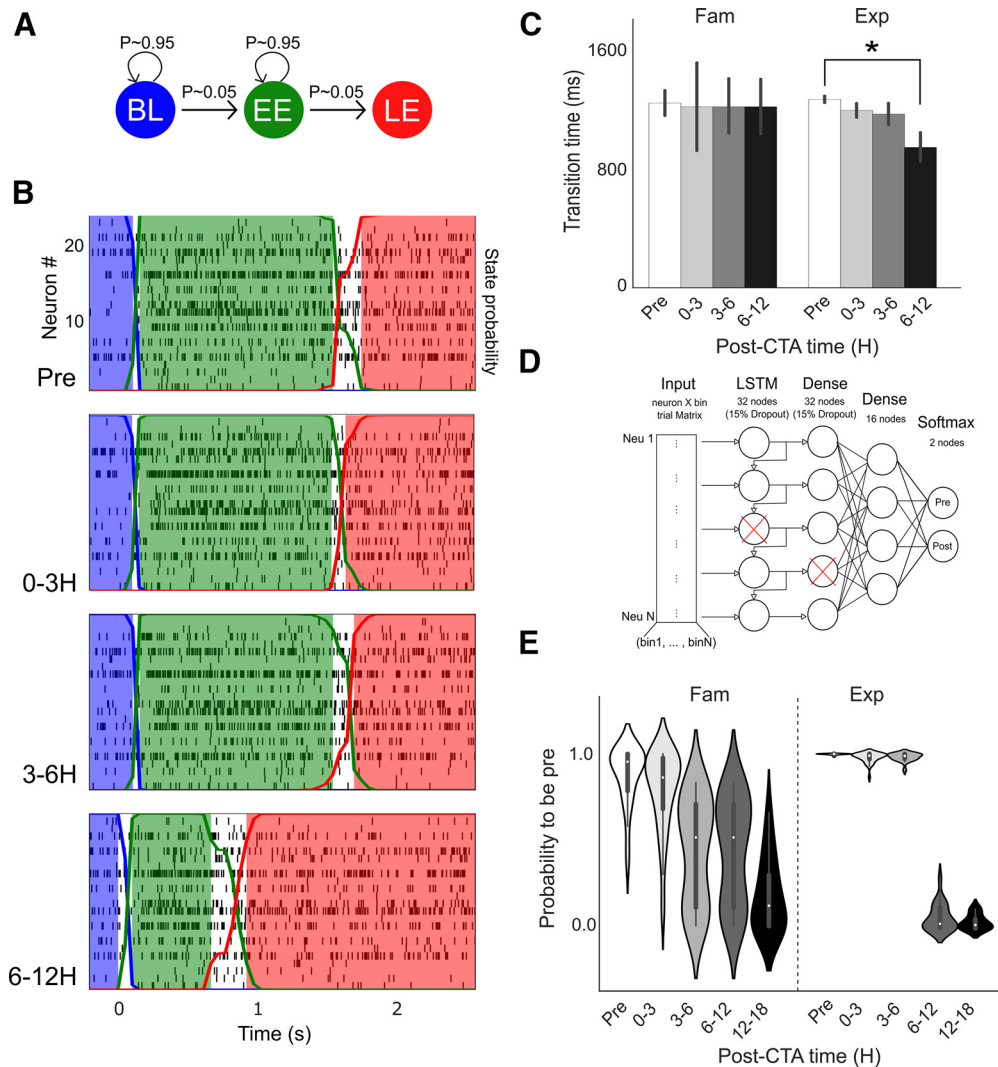 A
P~0.95 P~0.95
BL P~0.05 EE P~0.05 LE
B
20
10
Neuron #
State probability
Pre
0-3H
3-6H
6-12H
0 1 2
Time (s)
C
Fam Exp
1600
800
0
Transition time (ms)
*
Pre 0-3 3-6 6-12 Pre 0-3 3-6 6-12
Post-CTA time (H)
D
Input LSTM Dense Dense Softmax
neuron X bin
trial Matrix
32 nodes
(15% Dropout)
32 nodes
(15% Dropout)
16 nodes
2 nodes
Neu 1
Pre
Post
Neu N
(bin1, ... , binN)
E
Fam Exp
1.0
0.0
Probability to be pre
Pre 0-3 3-6 6-12 12-18 Pre 0-3 3-6 6-12 12-18
Post-CTA time (H)